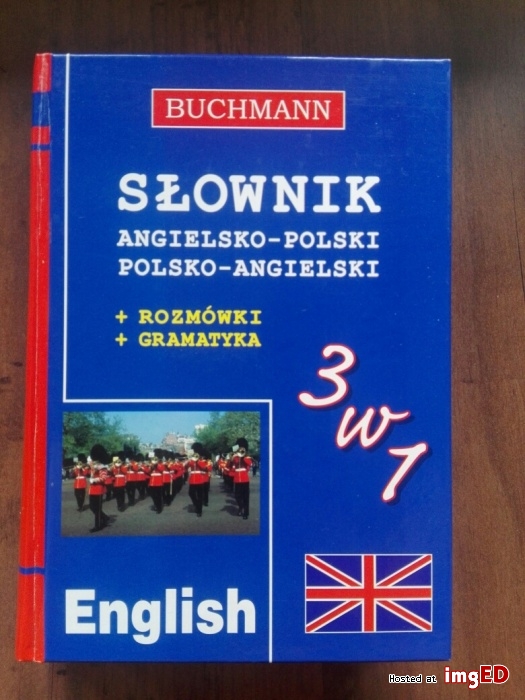 BUCHMANN
SŁOWNIK
ANGIELSKO-POLSKI
POLSKO-ANGIELSKI
+ ROZMÓWKI
+ GRAMATYKA
3 w 1
English
Hosted at imgED